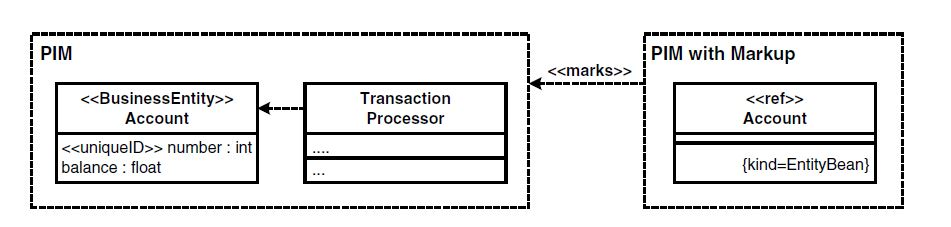 PIM
<<BusinessEntity>>
Account
<<uniqueID>> number : int
balance : float
Transaction
Processor
....
...
<<marks>>
PIM with Markup
<<ref>>
Account
{kind=EntityBean}